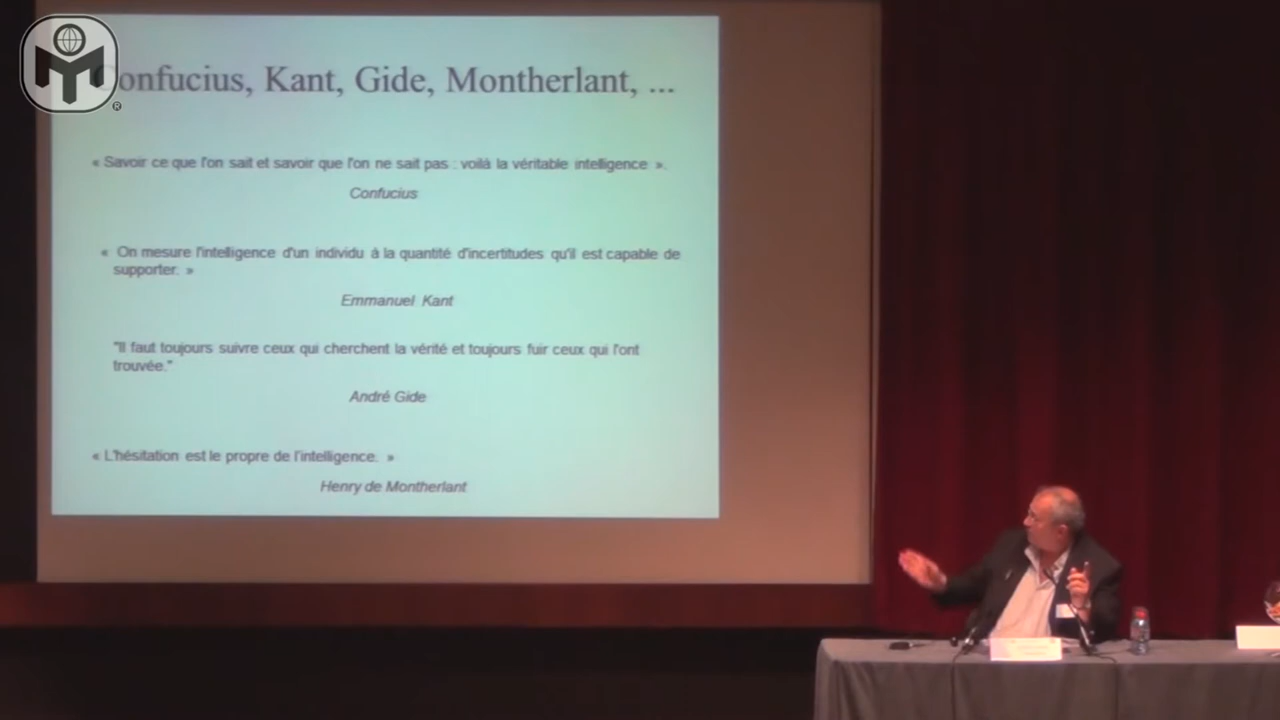 Confucius, Kant, Gide, Montherlant, ...
« Savoir ce que l'on sait et savoir que l'on ne sait pas : voilà la véritable intelligence ».
Confucius
« On mesure l'intelligence d'un individu à la quantité d'incertitudes qu'il est capable de
supporter. »
Emmanuel Kant
"Il faut toujours suivre ceux qui cherchent la vérité et toujours fuir ceux qui l'ont
trouvée."
André Gide
« L'hésitation est le propre de l'intelligence. »
Henry de Montherlant
®